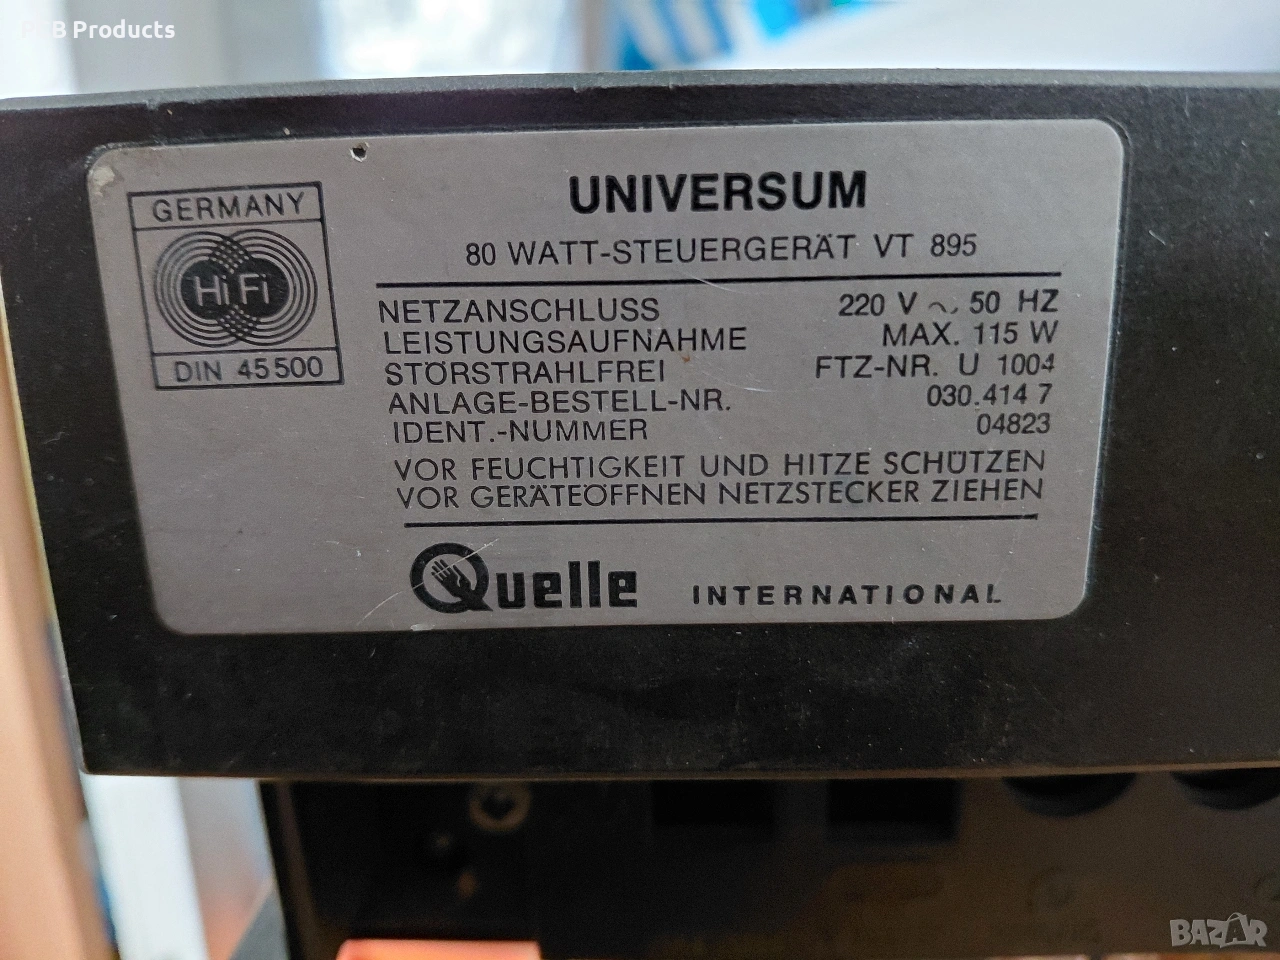 PCB Products
GERMANY
HiFi
DIN 45500
UNIVERSUM
80 WATT-STEUERGERÄT VT 895
NETZANSCHLUSS 220 V ~ 50 HZ
LEISTUNGSAUFNAHME MAX. 115 W
STÖRSTRAHLFREI FTZ-NR. U 1004
ANLAGE-BESTELL-NR. 030.414 7
IDENT.-NUMMER 04823
VOR FEUCHTIGKEIT UND HITZE SCHÜTZEN
VOR GERÄTEÖFFNEN NETZSTECKER ZIEHEN
Quelle INTERNATIONAL
BAZAR